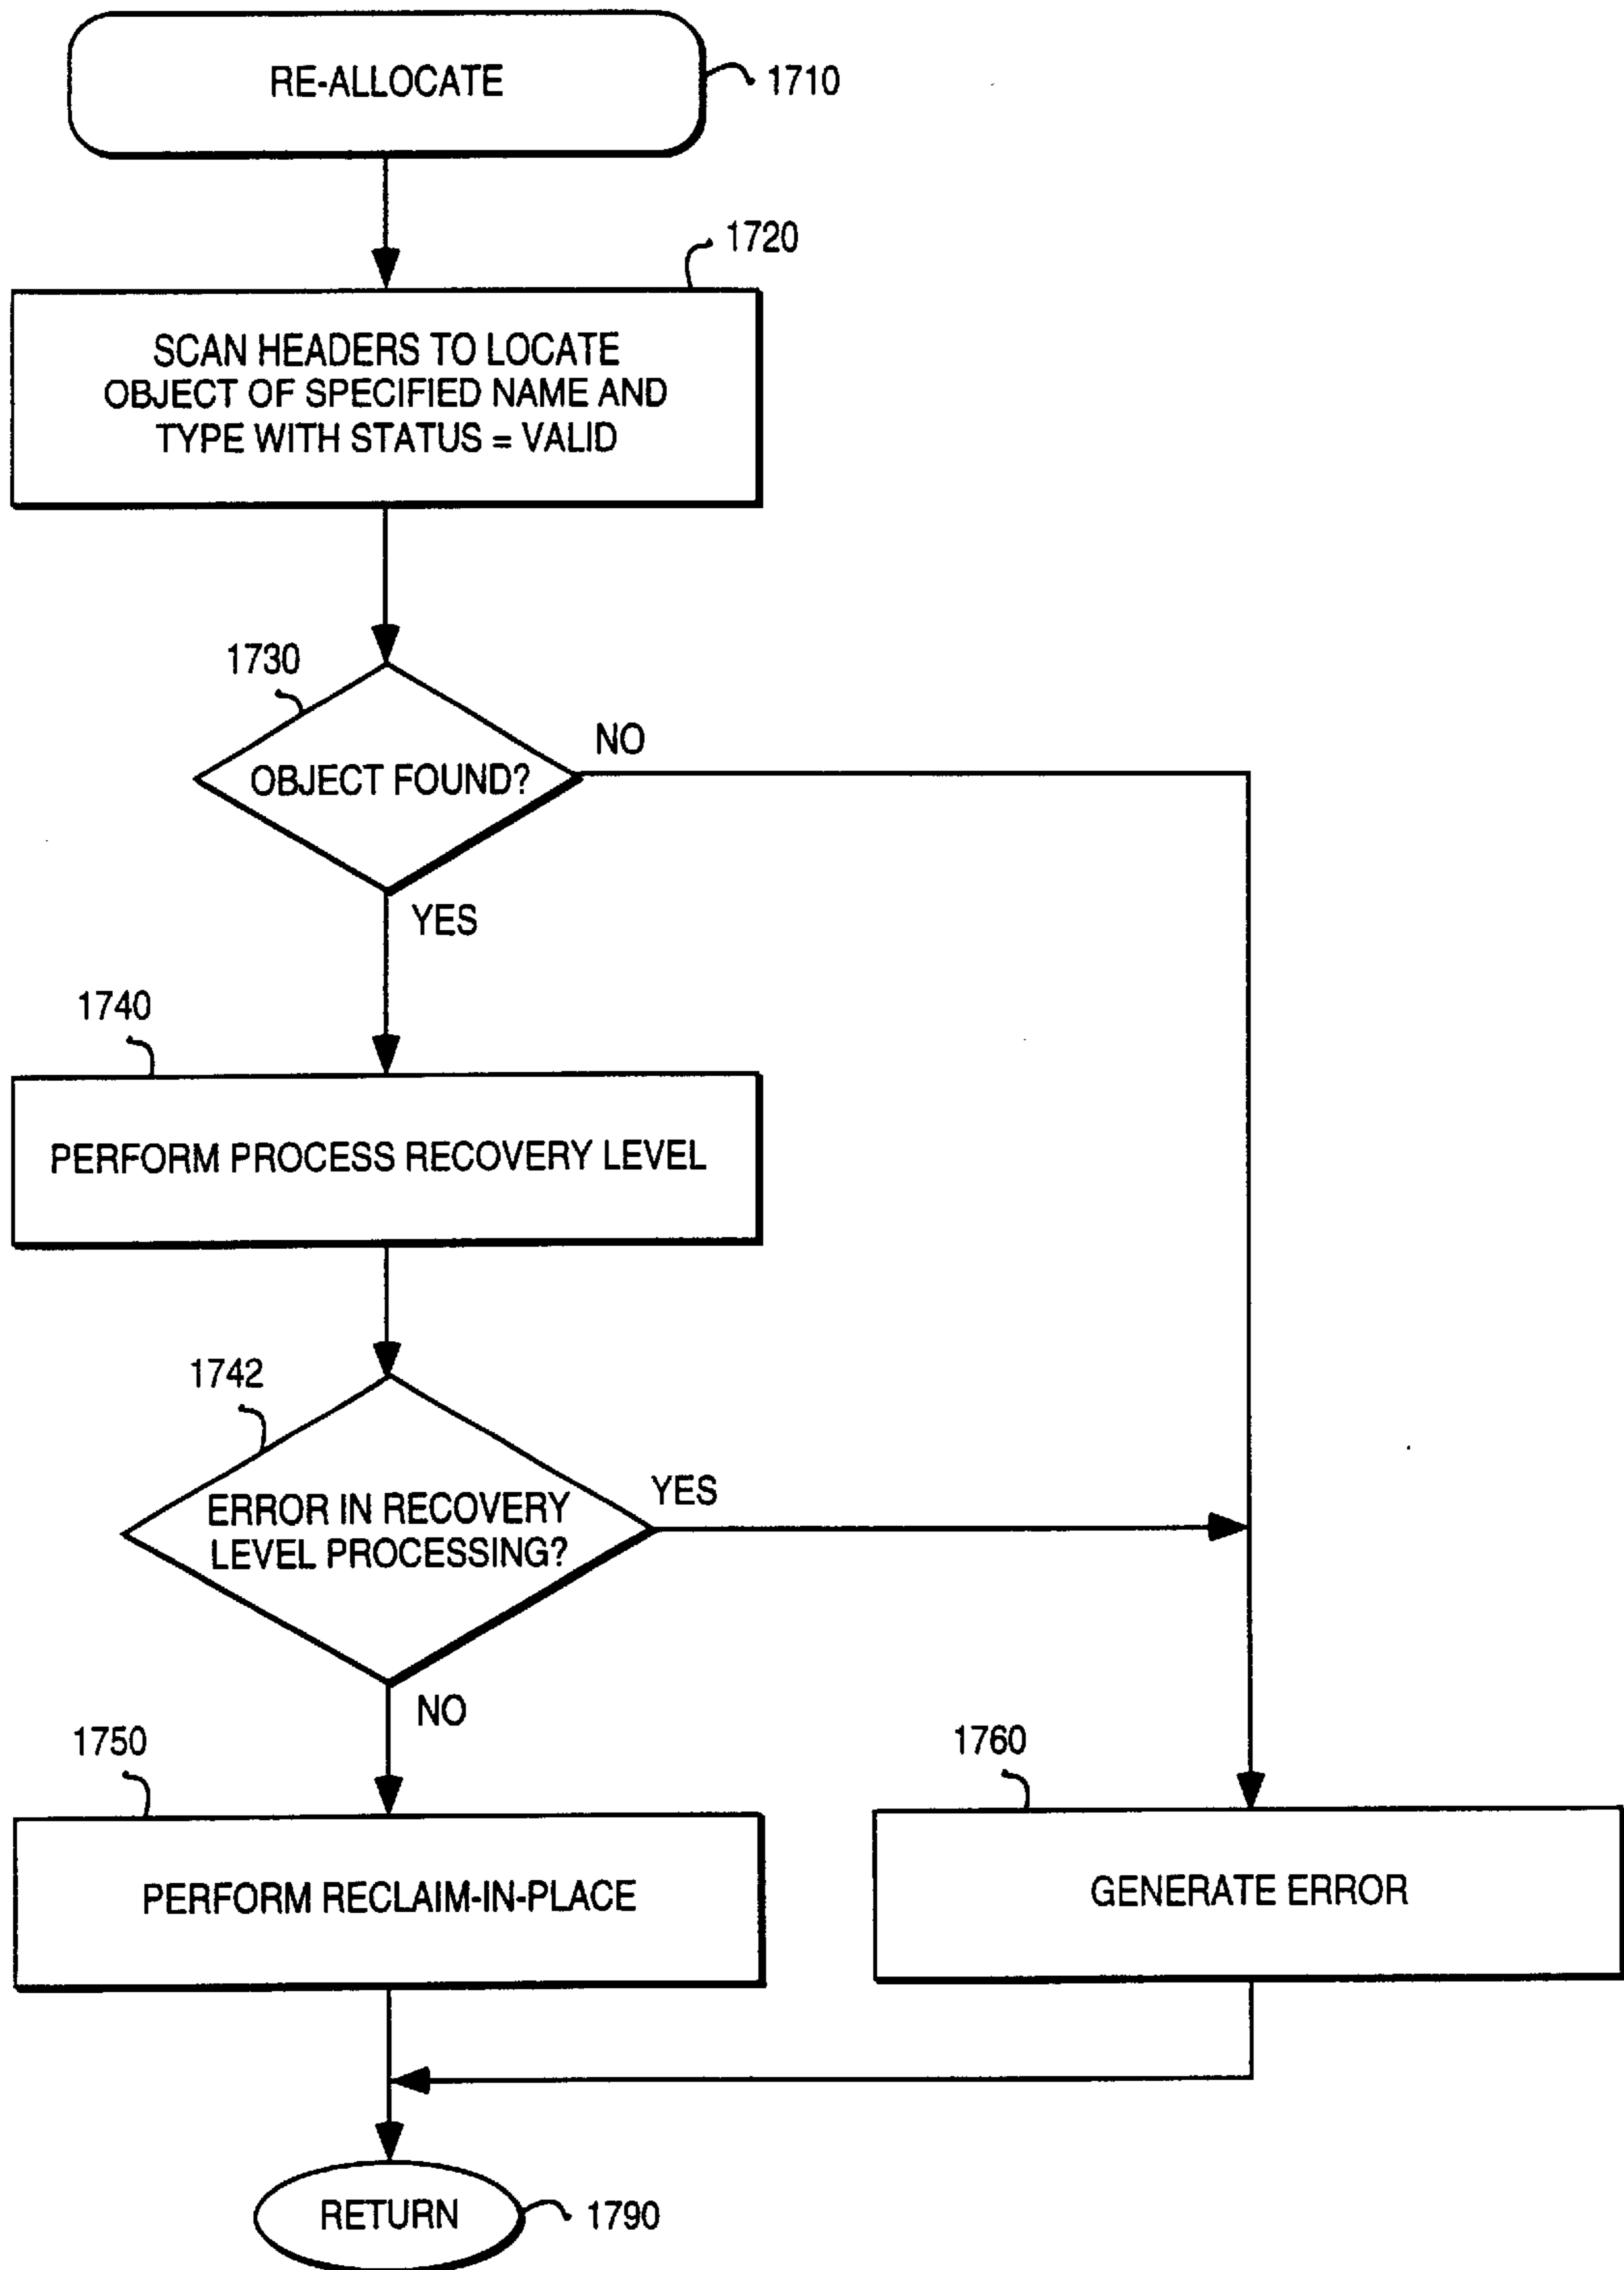 RE-ALLOCATE
1710
1720
SCAN HEADERS TO LOCATE
OBJECT OF SPECIFIED NAME AND
TYPE WITH STATUS = VALID
1730
NO
OBJECT FOUND?
YES
1740
PERFORM PROCESS RECOVERY LEVEL
1742
YES
ERROR IN RECOVERY
LEVEL PROCESSING?
NO
1750
1760
PERFORM RECLAIM-IN-PLACE
GENERATE ERROR
RETURN
1790